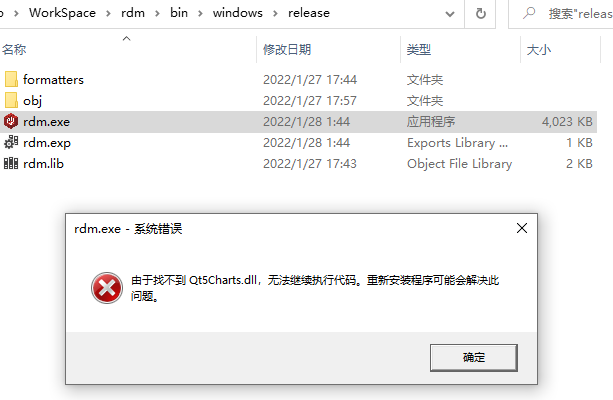 WorkSpace > rdm > bin > windows > release
搜索"releas
名称 修改日期 类型 大小
formatters 2022/1/27 17:44 文件夹
obj 2022/1/27 17:57 文件夹
rdm.exe 2022/1/28 1:44 应用程序 4,023 KB
rdm.exp 2022/1/28 1:44 Exports Library ... 1 KB
rdm.lib 2022/1/27 17:43 Object File Library 2 KB
rdm.exe - 系统错误
由于找不到 Qt5Charts.dll，无法继续执行代码。重新安装程序可能会解决此
问题。
确定